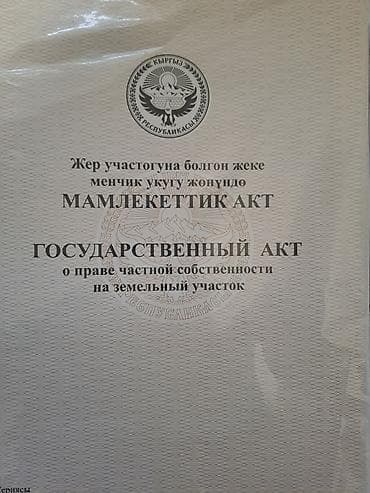 КЫРГЫЗ
РЕСПУБЛИКАСЫ
Жер участогуна болгон жеке
менчик укугу жөнүндө
МАМЛЕКЕТТИК АКТ
ГОСУДАРСТВЕННЫЙ АКТ
о праве частной собственности
на земельный участок